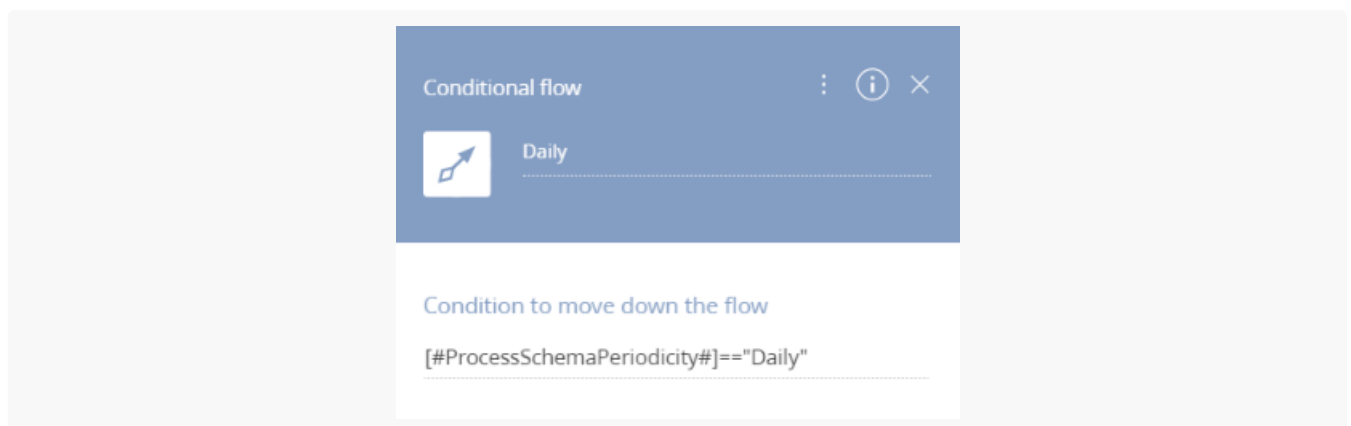 Conditional flow
Daily
Condition to move down the flow
[#ProcessSchemaPeriodicity#]=="Daily"